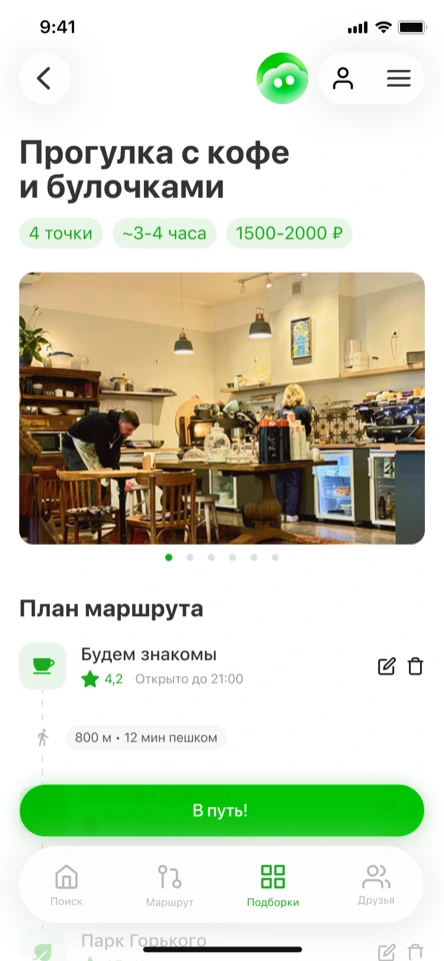 9:41
Прогулка с кофе
и булочками
4 точки
~3-4 часа
1500-2000 ₽
План маршрута
Будем знакомы
4,2 Открыто до 21:00
800 м • 12 мин пешком
В путь!
Поиск
Маршрут
Подборки
Друзья
Парк Горького